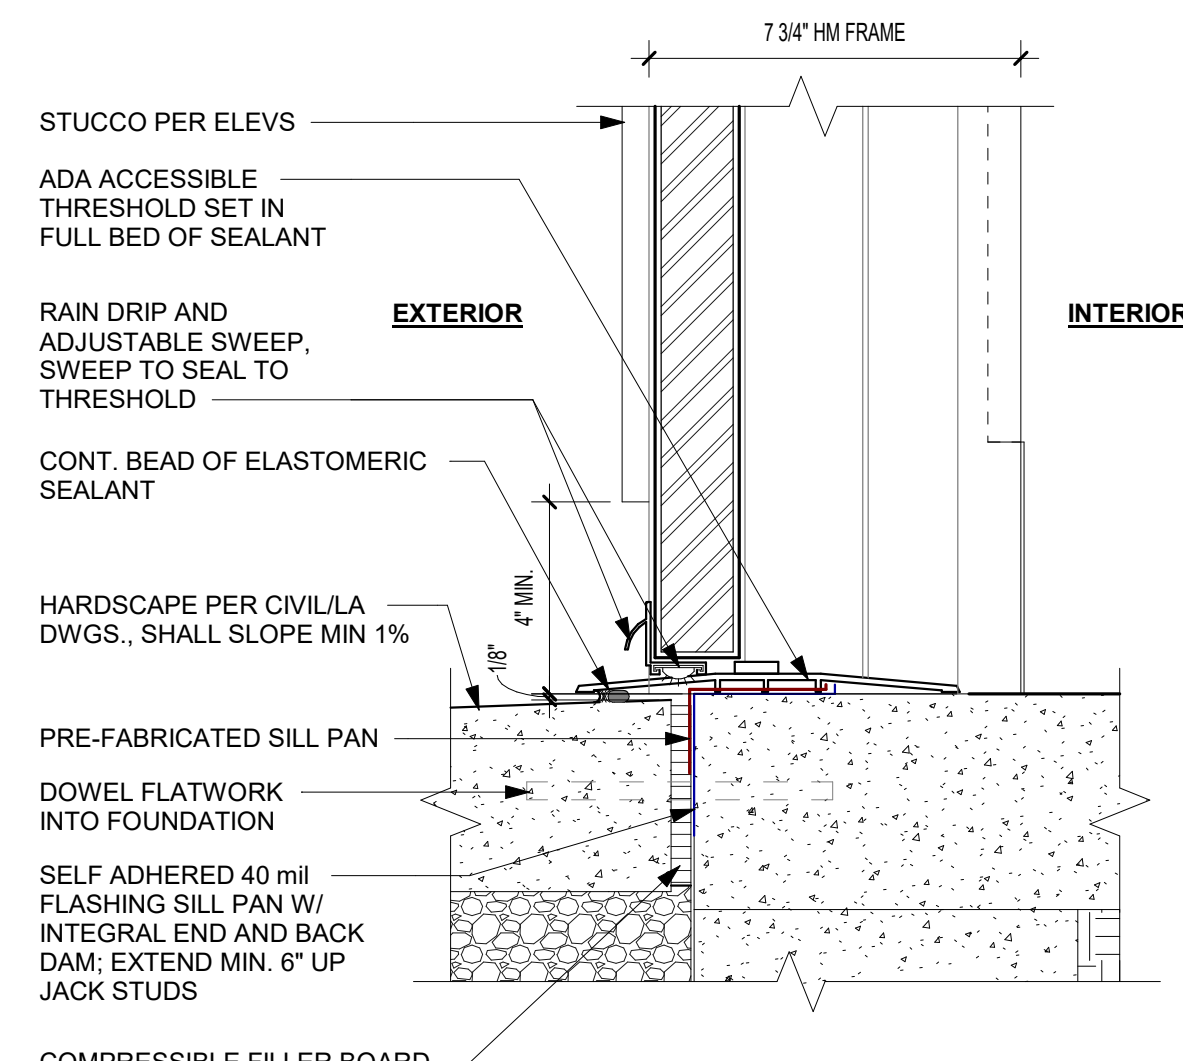 7 3/4" HM FRAME
STUCCO PER ELEVS
ADA ACCESSIBLE
THRESHOLD SET IN
FULL BED OF SEALANT
RAIN DRIP AND
ADJUSTABLE SWEEP,
SWEEP TO SEAL TO
THRESHOLD
EXTERIOR
INTERIOR
CONT. BEAD OF ELASTOMERIC
SEALANT
4" MIN.
HARDSCAPE PER CIVIL/LA
DWGS., SHALL SLOPE MIN 1%
1/8"
PRE-FABRICATED SILL PAN
DOWEL FLATWORK
INTO FOUNDATION
SELF ADHERED 40 mil
FLASHING SILL PAN W/
INTEGRAL END AND BACK
DAM; EXTEND MIN. 6" UP
JACK STUDS
COMPRESSIBLE FILLER BOARD